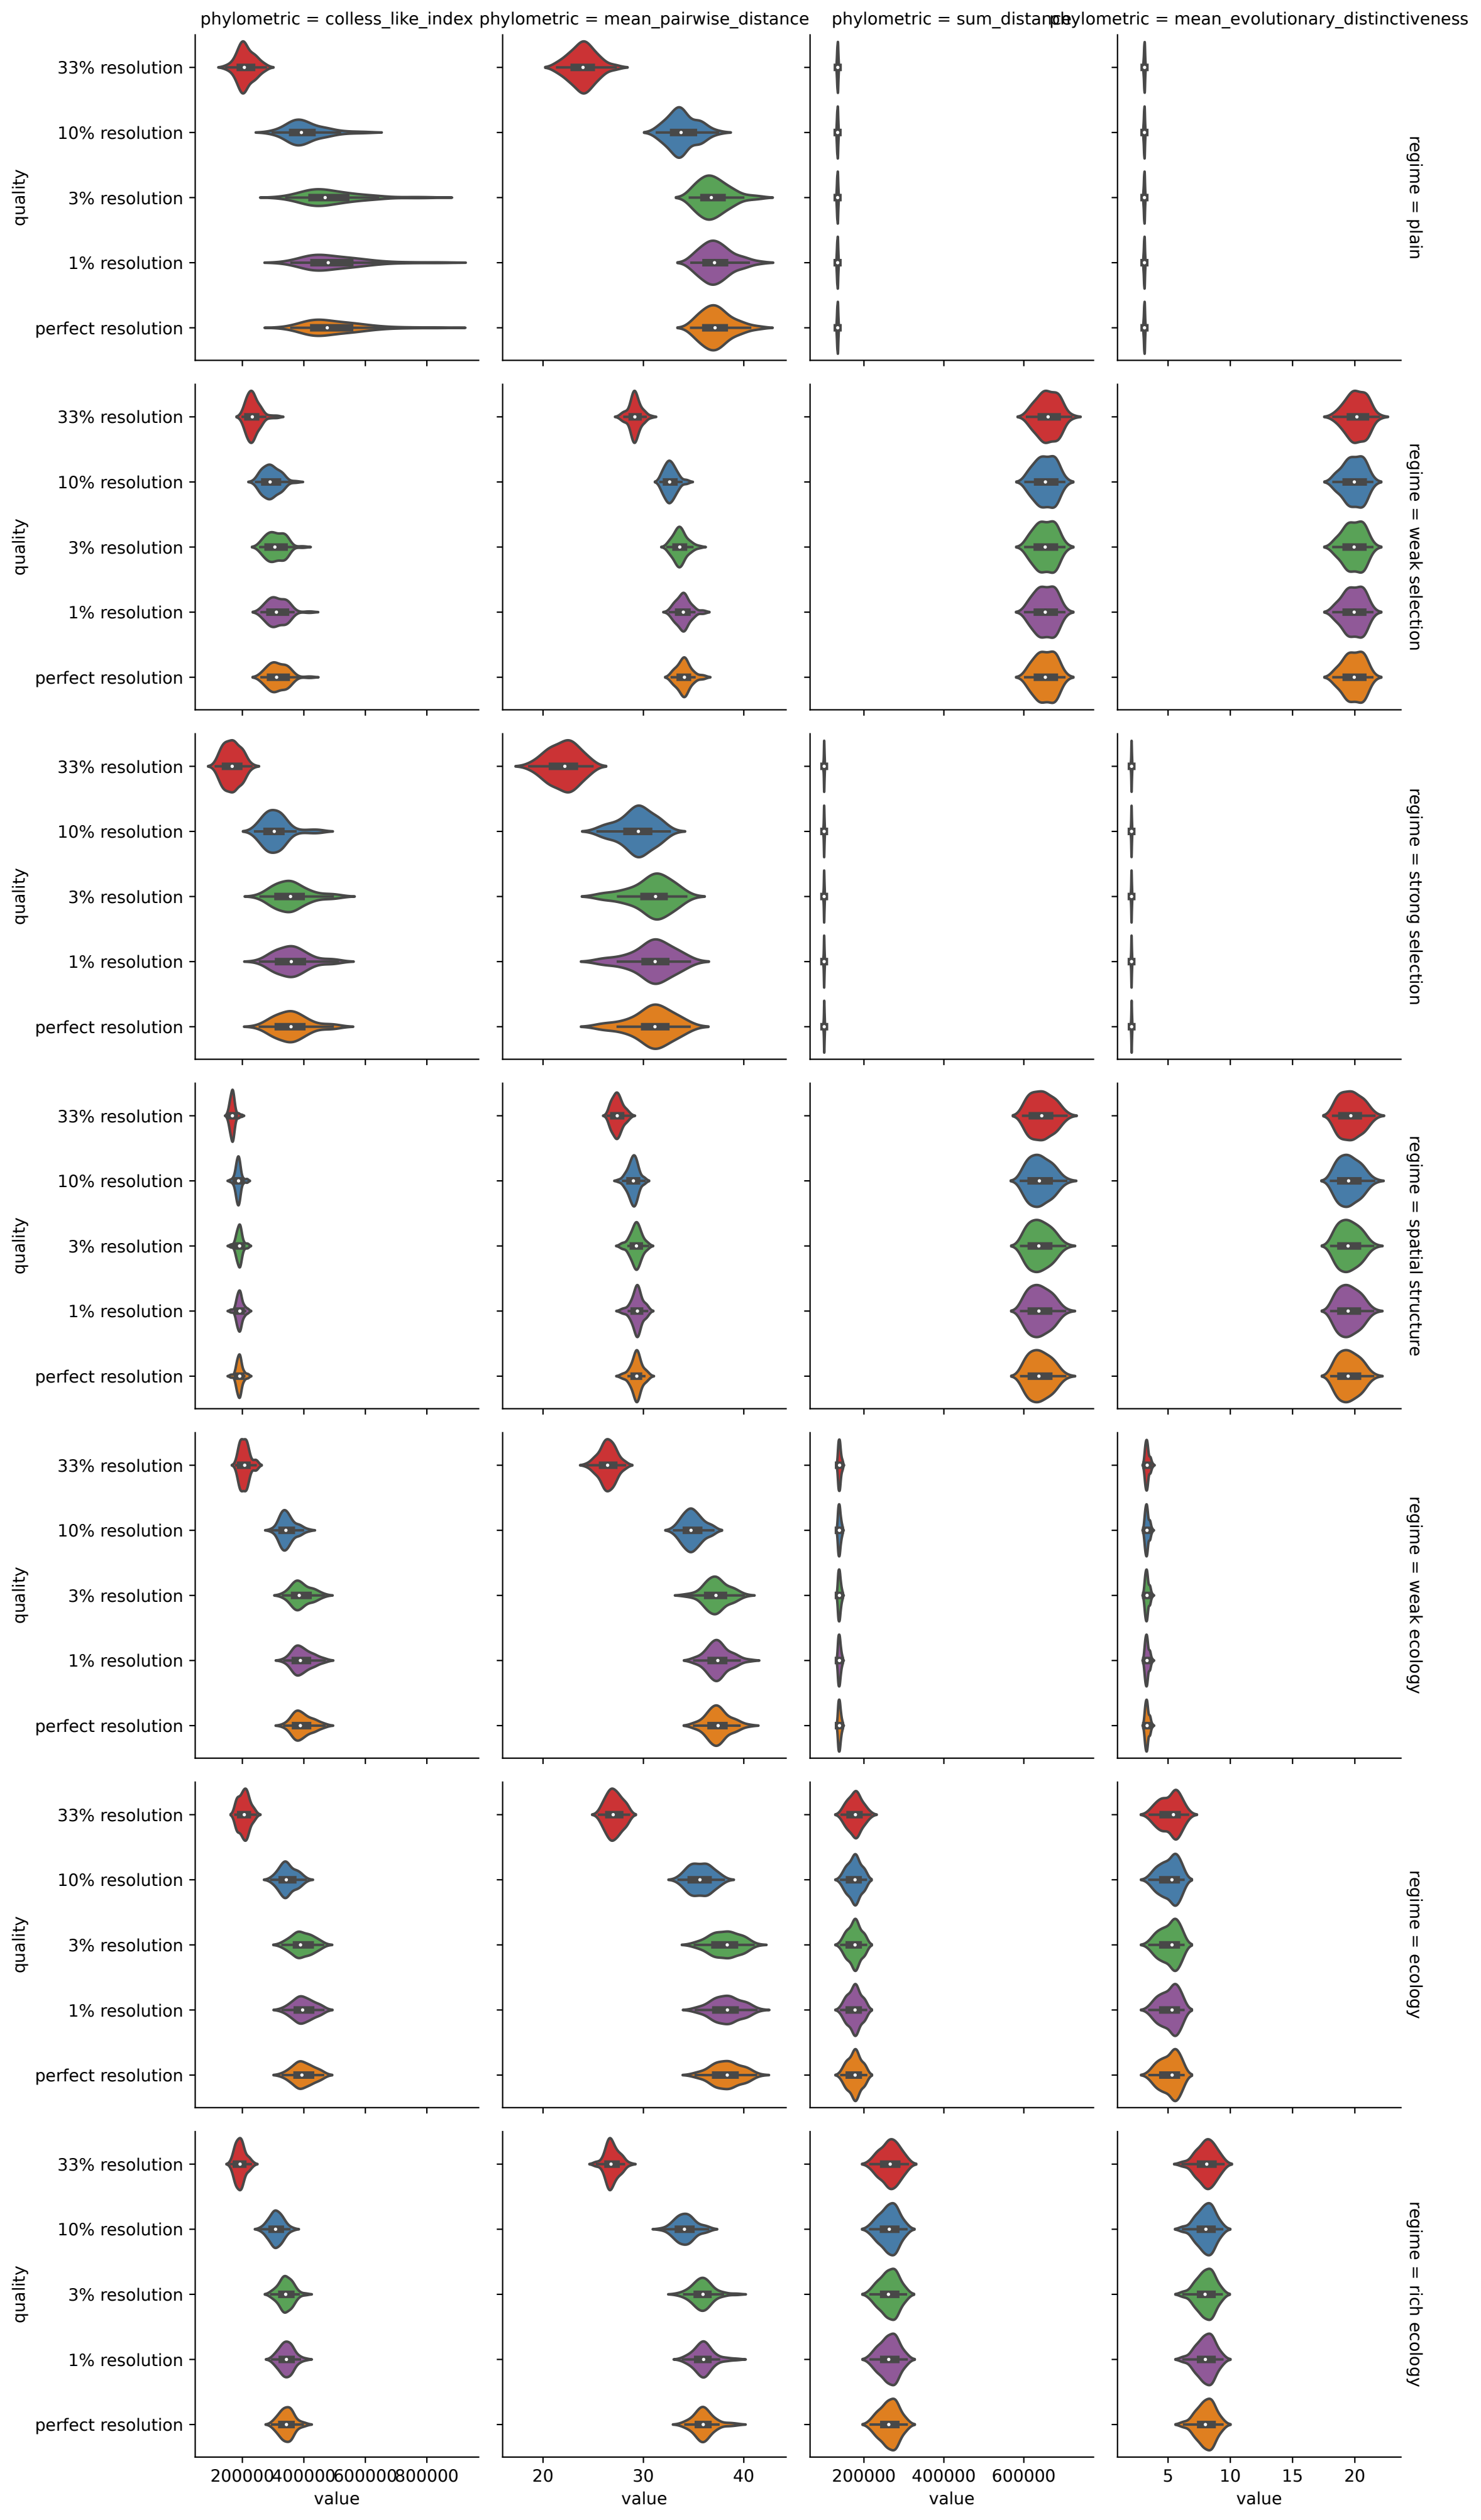 phylometric = colless_like_index phylometric = mean_pairwise_distance phylometric = sum_distance phylometric = mean_evolutionary_distinctiveness
33% resolution
10% resolution
3% resolution
1% resolution
perfect resolution
quality
regime = plain
33% resolution
10% resolution
3% resolution
1% resolution
perfect resolution
quality
regime = weak selection
33% resolution
10% resolution
3% resolution
1% resolution
perfect resolution
quality
regime = strong selection
33% resolution
10% resolution
3% resolution
1% resolution
perfect resolution
quality
regime = spatial structure
33% resolution
10% resolution
3% resolution
1% resolution
perfect resolution
quality
regime = weak ecology
33% resolution
10% resolution
3% resolution
1% resolution
perfect resolution
quality
regime = ecology
33% resolution
10% resolution
3% resolution
1% resolution
perfect resolution
quality
regime = rich ecology
200000 400000 600000 800000 20 30 40 200000 400000 600000 5 10 15 20
value value value value